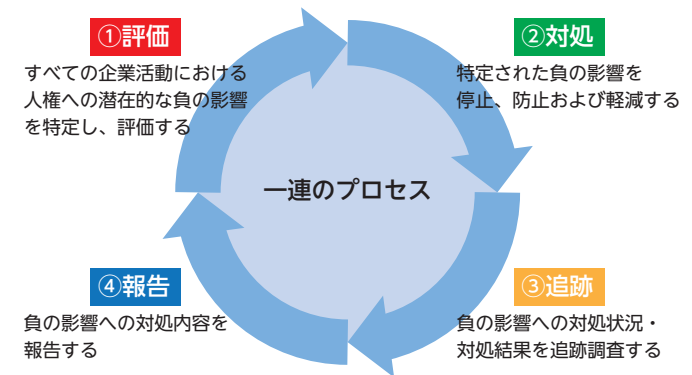 ①評価
すべての企業活動における
人権への潜在的な負の影響
を特定し、評価する
②対処
特定された負の影響を
停止、防止および軽減する
一連のプロセス
④報告
負の影響への対処内容を
報告する
③追跡
負の影響への対処状況・
対処結果を追跡調査する